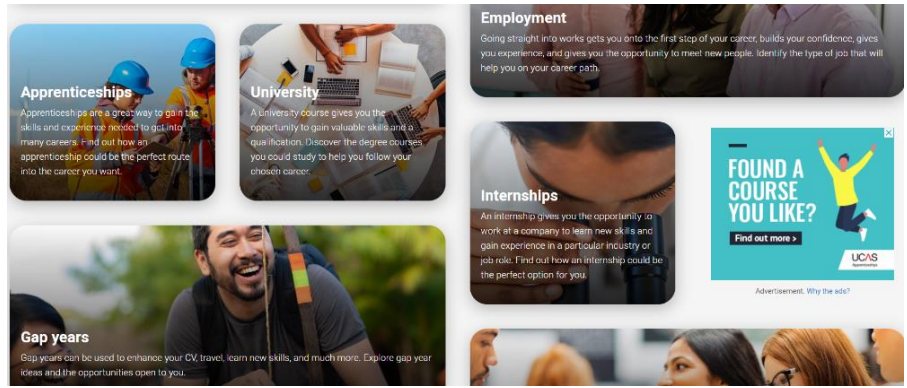 Apprenticeships
Apprenticeships are a great way to gain the
skills and experience needed to get into
many careers. Find out how an
apprenticeship could be the perfect route
into the career you want.
University
A university course gives you the
opportunity to gain valuable skills and a
qualification. Discover the degree courses
you could study to help you follow your
chosen career.
Gap years
Gap years can be used to enhance your CV, travel, learn new skills, and much more. Explore gap year
ideas and the opportunities open to you.
Employment
Going straight into works gets you onto the first step of your career, builds your confidence, gives
you experience, and gives you the opportunity to meet new people. Identify the type of job that will
help you on your career path.
Internships
An internship gives you the opportunity to
work at a company to learn new skills and
gain experience in a particular industry or
job role. Find out how an internship could be
the perfect option for you.
FOUND A
COURSE
YOU LIKE?
Find out more >
UCAS
Apprenticeships
Advertisement. Why the ads?